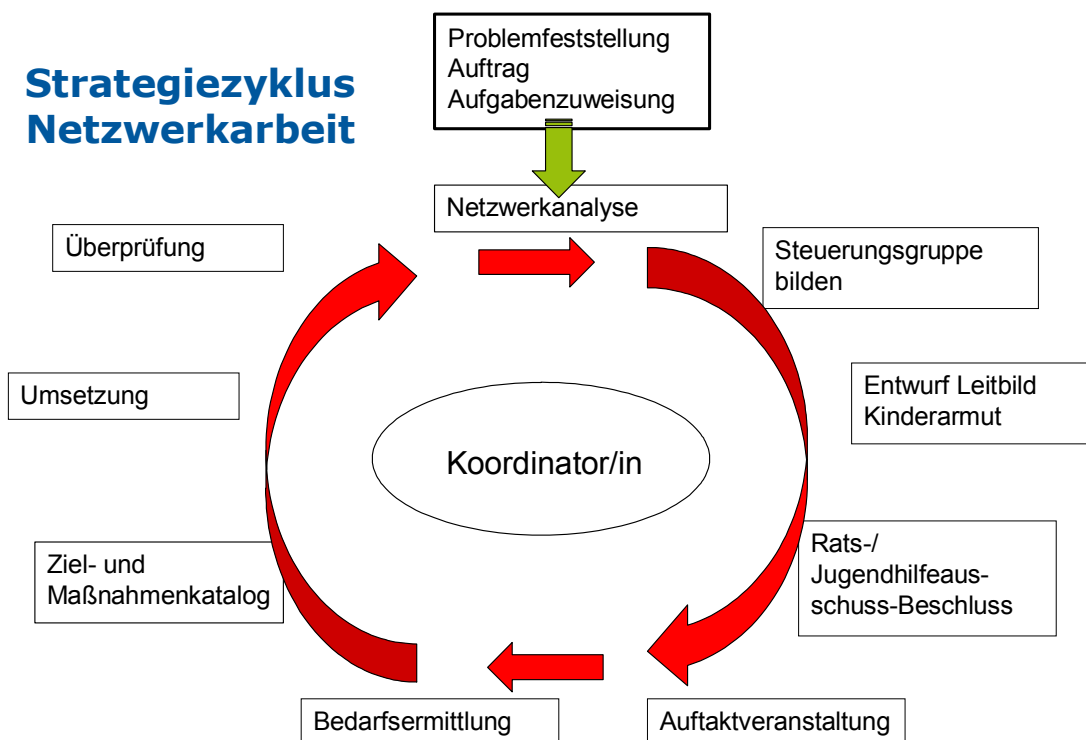 Strategiezyklus
Netzwerkarbeit
Problemfeststellung
Auftrag
Aufgabenzuweisung
Netzwerkanalyse
Steuerungsgruppe
bilden
Entwurf Leitbild
Kinderarmut
Rats-/
Jugendhilfeaus-
schuss-Beschluss
Auftaktveranstaltung
Bedarfsermittlung
Ziel- und
Maßnahmenkatalog
Umsetzung
Überprüfung
Koordinator/in